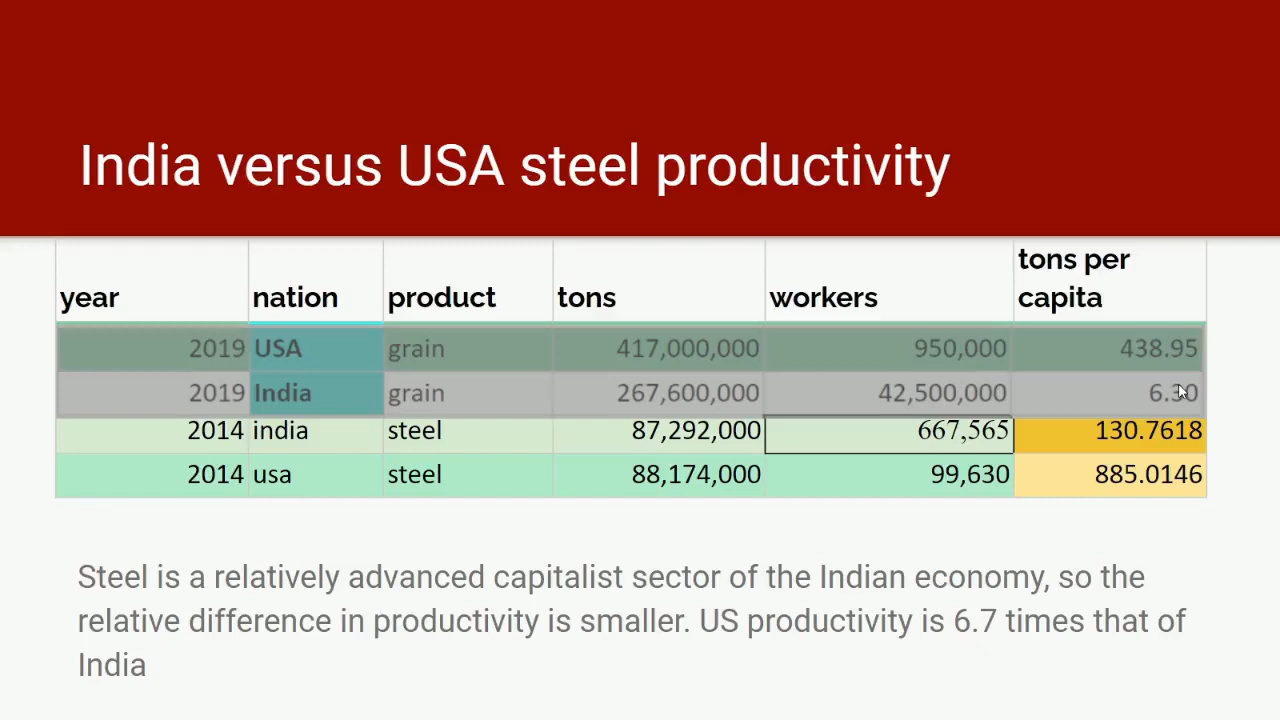 India versus USA steel productivity
year nation product tons workers tons per capita
2019 USA grain 417,000,000 950,000 438.95
2019 India grain 267,600,000 42,500,000 6.30
2014 india steel 87,292,000 667,565 130.7618
2014 usa steel 88,174,000 99,630 885.0146
Steel is a relatively advanced capitalist sector of the Indian economy, so the
relative difference in productivity is smaller. US productivity is 6.7 times that of
India